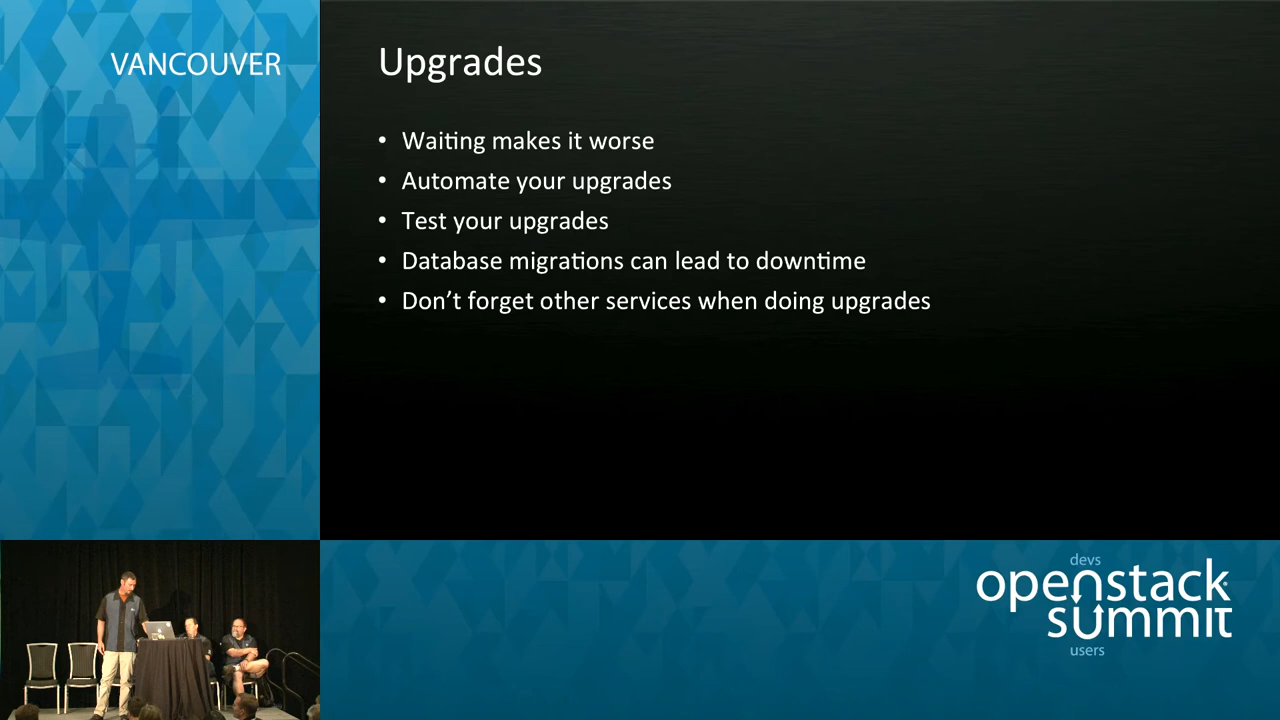 VANCOUVER
Upgrades
• Waiting makes it worse
• Automate your upgrades
• Test your upgrades
• Database migrations can lead to downtime
• Don’t forget other services when doing upgrades
devs
openstack
summit
users